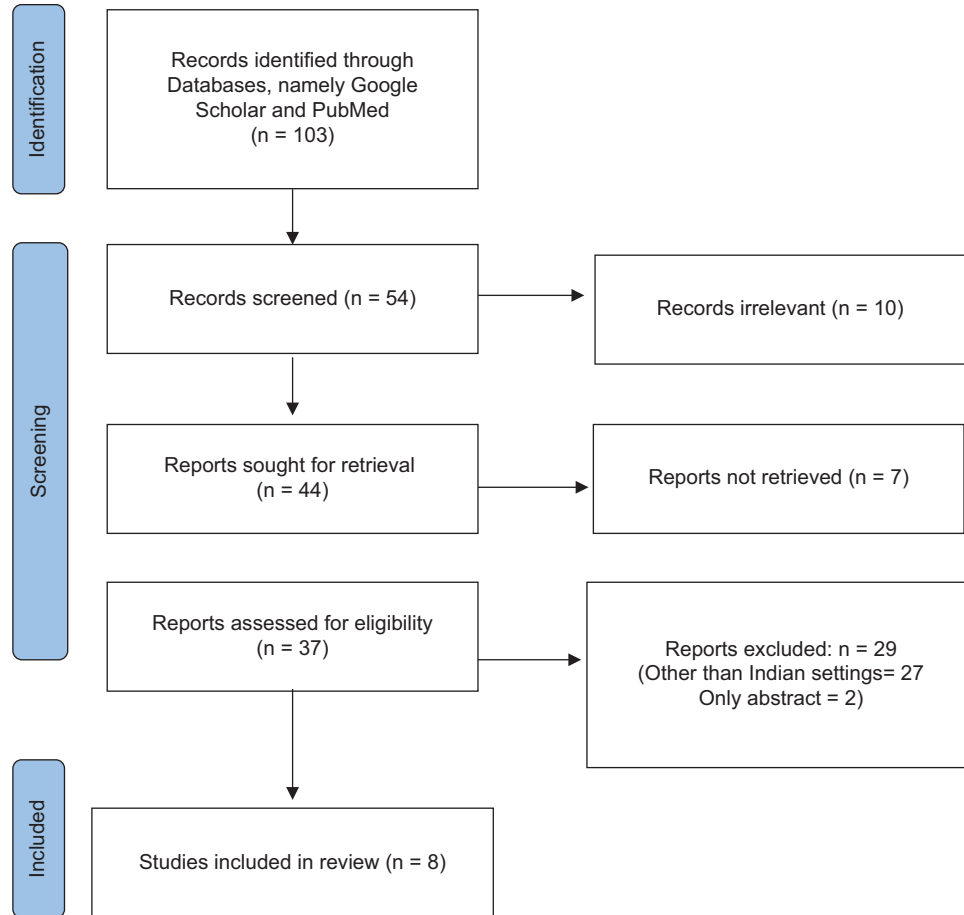 Identification
Records identified through
Databases, namely Google
Scholar and PubMed
(n = 103)
Screening
Records screened (n = 54)
Records irrelevant (n = 10)
Reports sought for retrieval
(n = 44)
Reports not retrieved (n = 7)
Reports assessed for eligibility
(n = 37)
Reports excluded: n = 29
(Other than Indian settings= 27
Only abstract = 2)
Included
Studies included in review (n = 8)